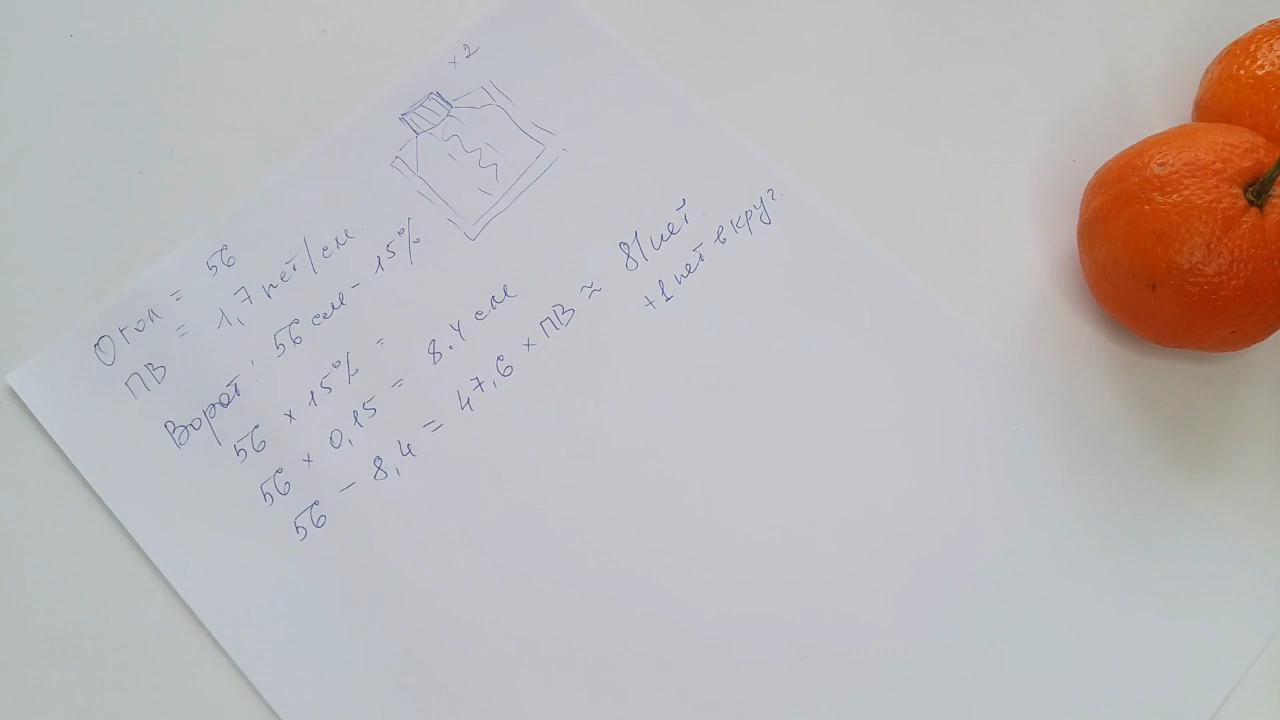 × 2
Огол = 56
ПВ = 1,7 пет/см.
Ворот: 56 см - 15%
56 × 15% =
56 × 0,15 = 8.4 см
56 - 8,4 = 47,6 × ПВ ≈ 81 пет.
+1 пет в круг.